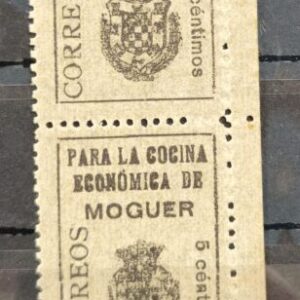 CORRE
céntimos
PARA LA COCINA
ECONÓMICA DE
MOGUER
REOS
5 cént